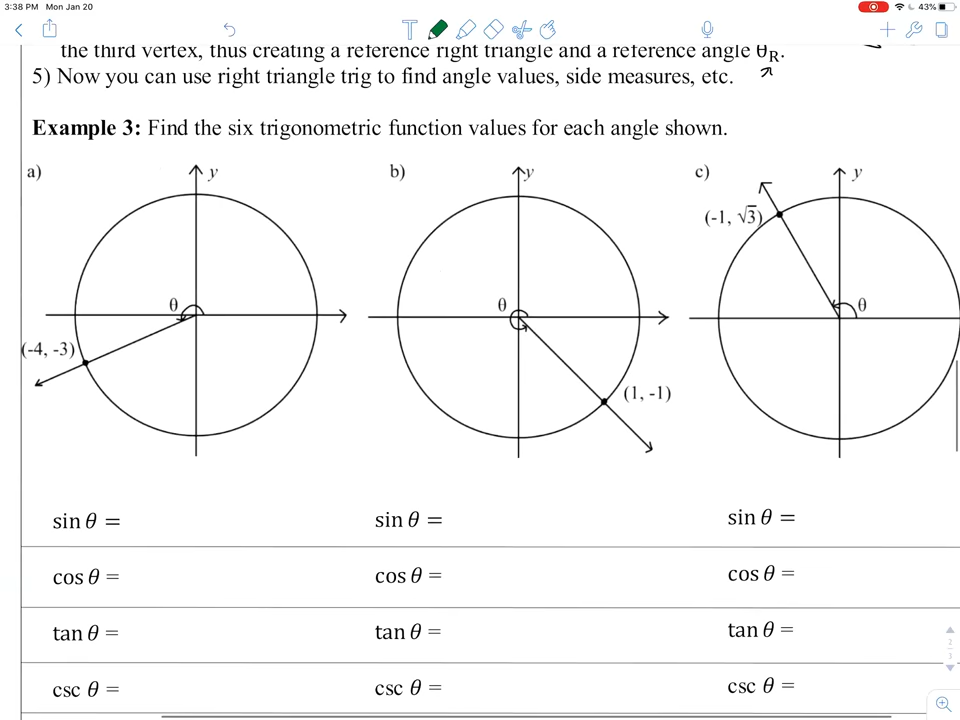 3:38 PM Mon Jan 20
43%
the third vertex, thus creating a reference right triangle and a reference angle θR.
5) Now you can use right triangle trig to find angle values, side measures, etc.
Example 3: Find the six trigonometric function values for each angle shown.
a)
y
b)
y
c)
y
(-1, √3)
θ
θ
θ
(-4, -3)
(1, -1)
sin θ =
sin θ =
sin θ =
cos θ =
cos θ =
cos θ =
tan θ =
tan θ =
tan θ =
csc θ =
csc θ =
csc θ =
2
3